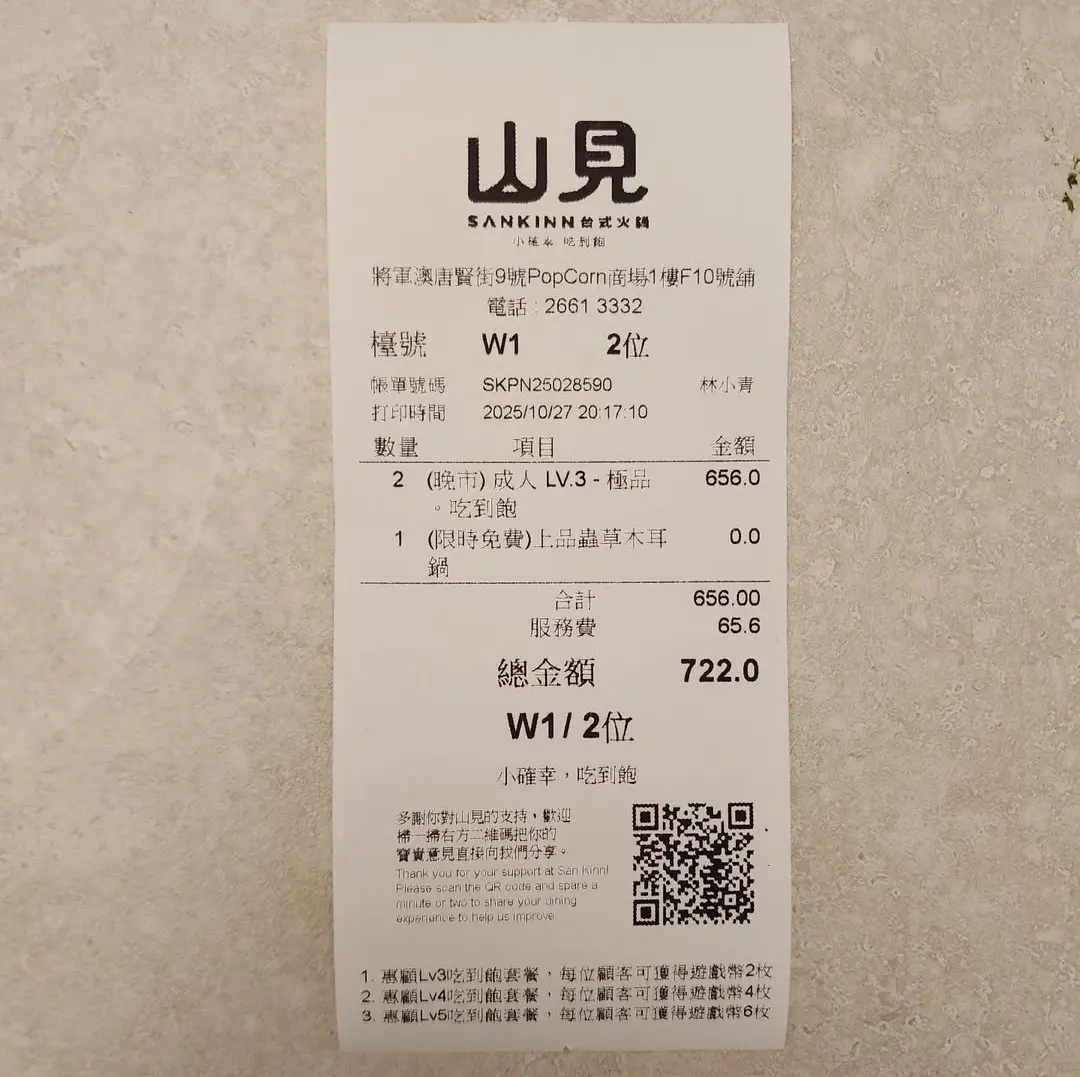 山見
SANKINN 台式火鍋
小確幸 吃到飽
將軍澳唐賢街9號PopCorn商場1樓F10號舖
電話 : 2661 3332
檯號 W1 2位
帳單號碼 SKPN25028590 林小青
打印時間 2025/10/27 20:17:10
數量 項目 金額
2 (晚市) 成人 LV.3 - 極品 656.0
。吃到飽
1 (限時免費)上品蟲草木耳 0.0
鍋
合計 656.00
服務費 65.6
總金額 722.0
W1 / 2位
小確幸，吃到飽
多謝你對山見的支持，歡迎
掃一掃右方二維碼把你的
寶貴意見直接向我們分享。
Thank you for your support at San Kinn!
Please scan the QR code and spare a
minute or two to share your dining
experience to help us improve.
1. 惠顧Lv3吃到飽套餐，每位顧客可獲得遊戲幣2枚
2. 惠顧Lv4吃到飽套餐，每位顧客可獲得遊戲幣4枚
3. 惠顧Lv5吃到飽套餐，每位顧客可獲得遊戲幣6枚